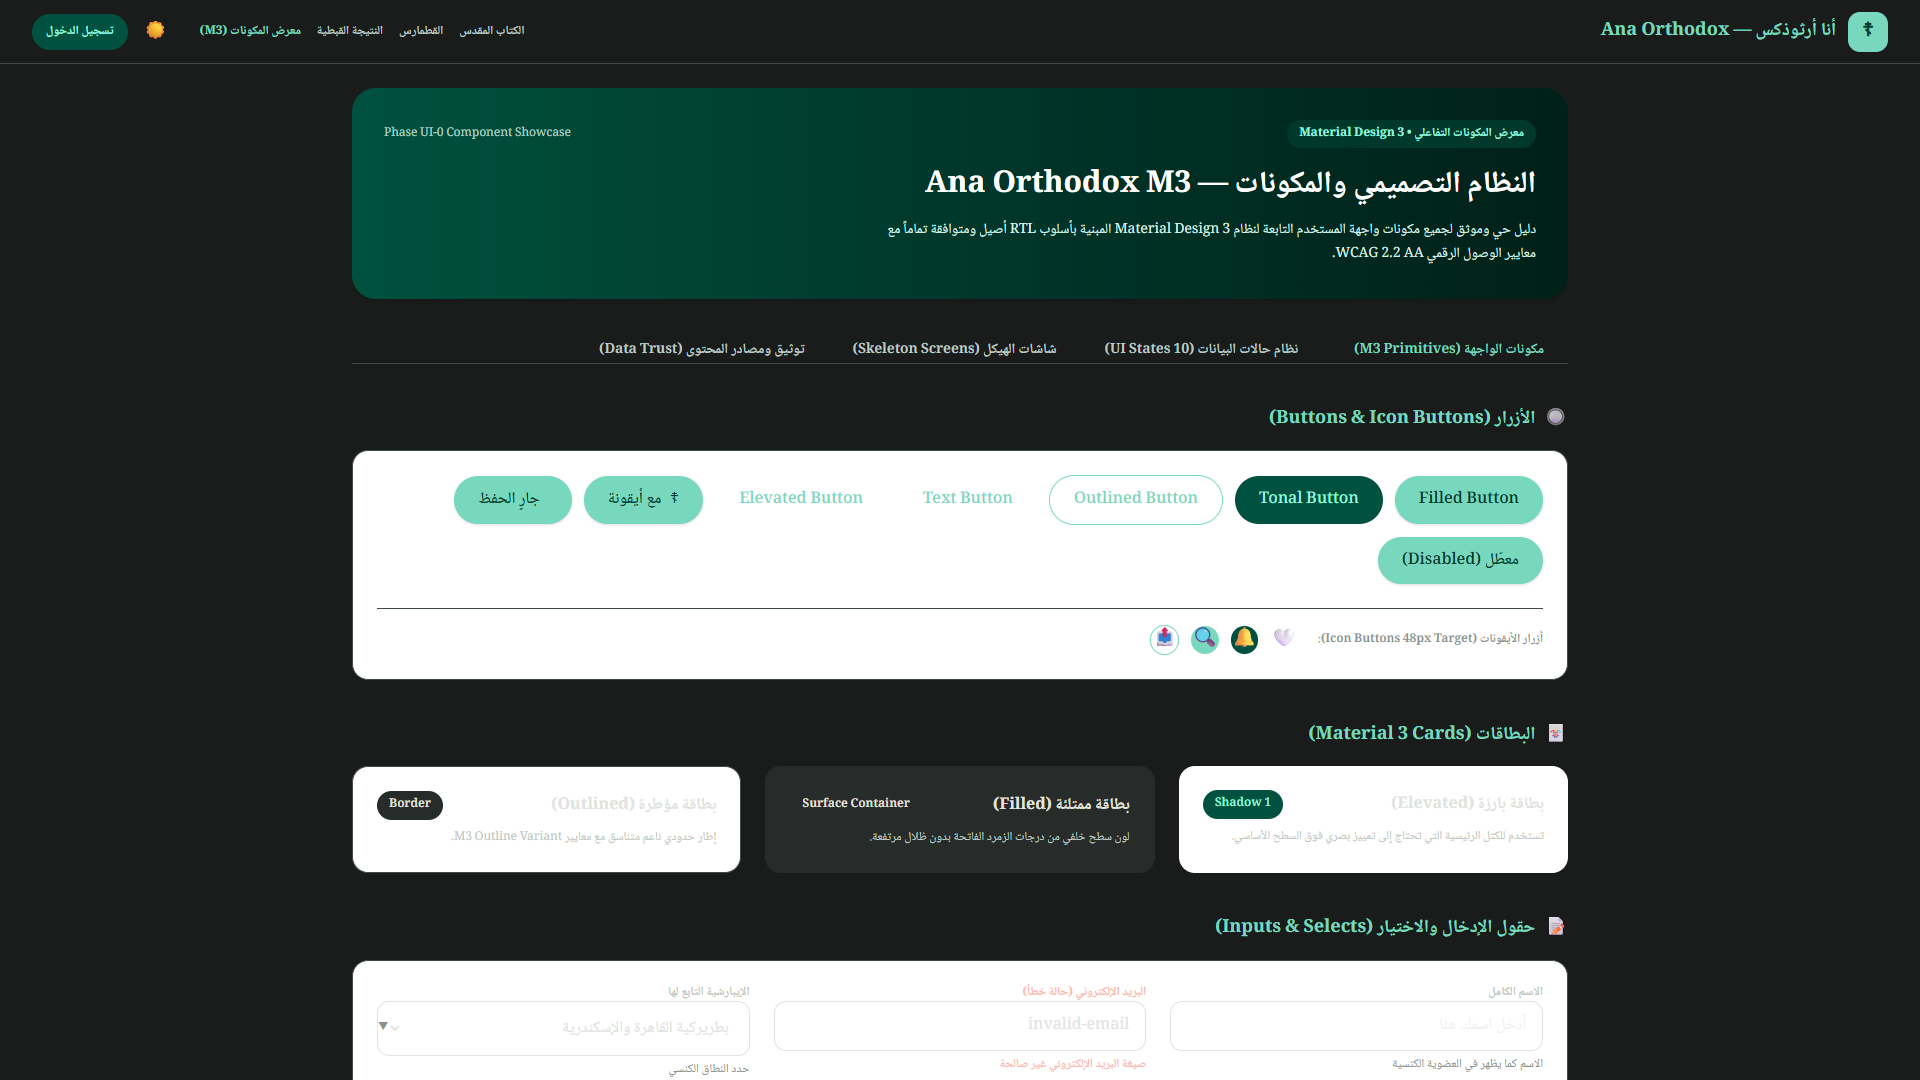 أنا أرثوذكس — Ana Orthodox
الكتاب المقدس
القطمارس
النتيجة القبطية
معرض المكونات (M3)
تسجيل الدخول
معرض المكونات التفاعلي • Material Design 3
Phase UI-0 Component Showcase
النظام التصميمي والمكونات — Ana Orthodox M3
دليل حي وموثق لجميع مكونات واجهة المستخدم التابعة لنظام Material Design 3 المبنية بأسلوب RTL أصيل ومتوافقة تماماً مع
معايير الوصول الرقمي WCAG 2.2 AA.
مكونات الواجهة (M3 Primitives)
نظام حالات البيانات (10 UI States)
شاشات الهيكل (Skeleton Screens)
توثيق ومصادر المحتوى (Data Trust)
الأزرار (Buttons & Icon Buttons)
Filled Button
Tonal Button
Outlined Button
Text Button
Elevated Button
مع أيقونة
جارٍ الحفظ
معطّل (Disabled)
أزرار الأيقونات (Icon Buttons 48px Target):
البطاقات (Material 3 Cards)
بطاقة بارزة (Elevated)
Shadow 1
تستخدم للكتل الرئيسية التي تحتاج إلى تمييز بصري فوق السطح الأساسي.
بطاقة ممتلئة (Filled)
Surface Container
لون سطح خلفي من درجات الزمرد الفاتحة بدون ظلال مرتفعة.
بطاقة مؤطرة (Outlined)
Border
إطار حدودي ناعم متناسق مع معايير M3 Outline Variant.
حقول الإدخال والاختيار (Inputs & Selects)
الاسم الكامل
أدخل اسمك هنا
الاسم كما يظهر في العضوية الكنسية
البريد الإلكتروني (حالة خطأ)
invalid-email
صيغة البريد الإلكتروني غير صالحة
الإيبارشية التابع لها
بطريركية القاهرة والإسكندرية
حدد النطاق الكنسي